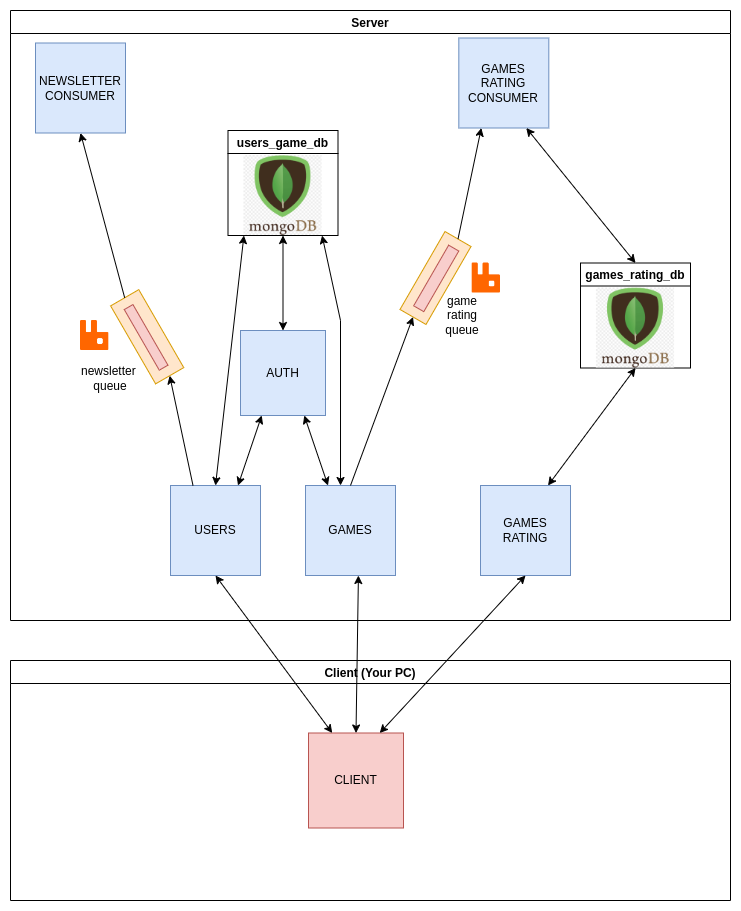 Server
NEWSLETTER
CONSUMER
GAMES
RATING
CONSUMER
users_game_db
mongoDB
game
rating
queue
games_rating_db
mongoDB
newsletter
queue
AUTH
USERS
GAMES
GAMES
RATING
Client (Your PC)
CLIENT